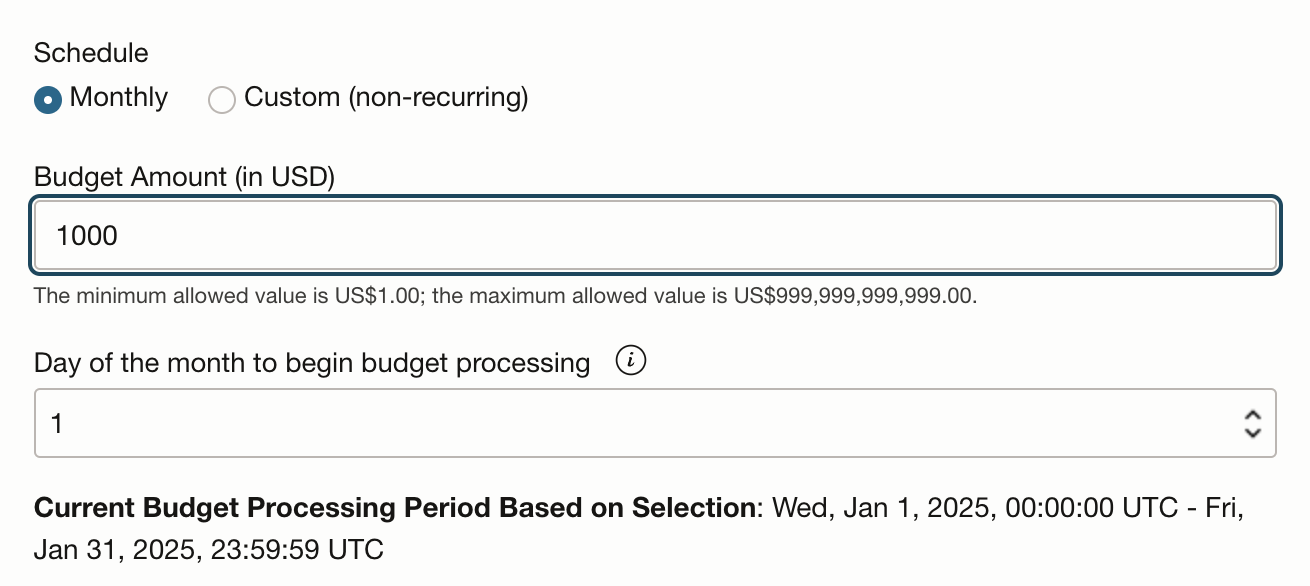 Schedule
Monthly Custom (non-recurring)
Budget Amount (in USD)
1000
The minimum allowed value is US$1.00; the maximum allowed value is US$999,999,999,999.00.
Day of the month to begin budget processing i
1
Current Budget Processing Period Based on Selection: Wed, Jan 1, 2025, 00:00:00 UTC - Fri,
Jan 31, 2025, 23:59:59 UTC